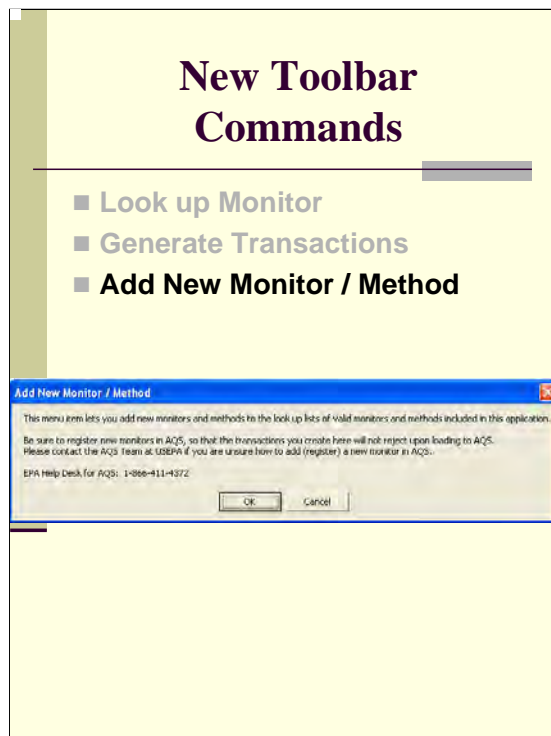 New Toolbar
Commands
Look up Monitor
Generate Transactions
Add New Monitor / Method
Add New Monitor / Method
This menu item lets you add new monitors and methods to the look up lists of valid monitors and methods included in this application.
Be sure to register new monitors in AQS, so that the transactions you create here will not reject upon loading to AQS.
Please contact the AQS Team at USEPA if you are unsure how to add (register) a new monitor in AQS.
EPA Help Desk for AQS: 1-866-411-4372
OK Cancel